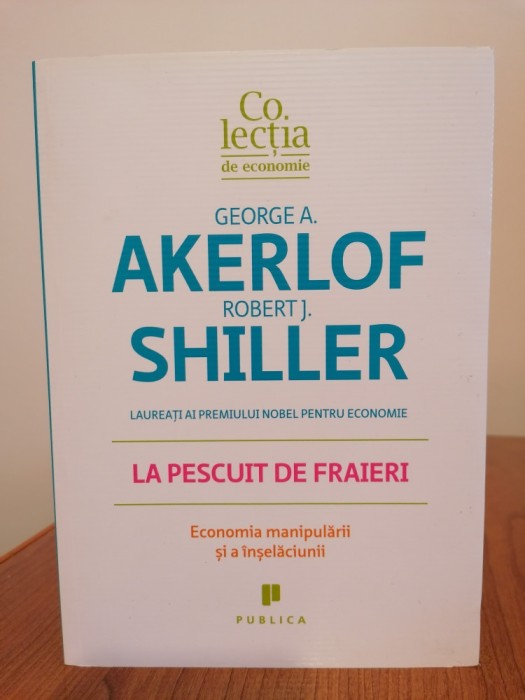 Co.
lecția
de economie
GEORGE A.
AKERLOF
ROBERT J.
SHILLER
LAUREAȚI AI PREMIULUI NOBEL PENTRU ECONOMIE
LA PESCUIT DE FRAIERI
Economia manipulării
și a înșelăciunii
PUBLICA